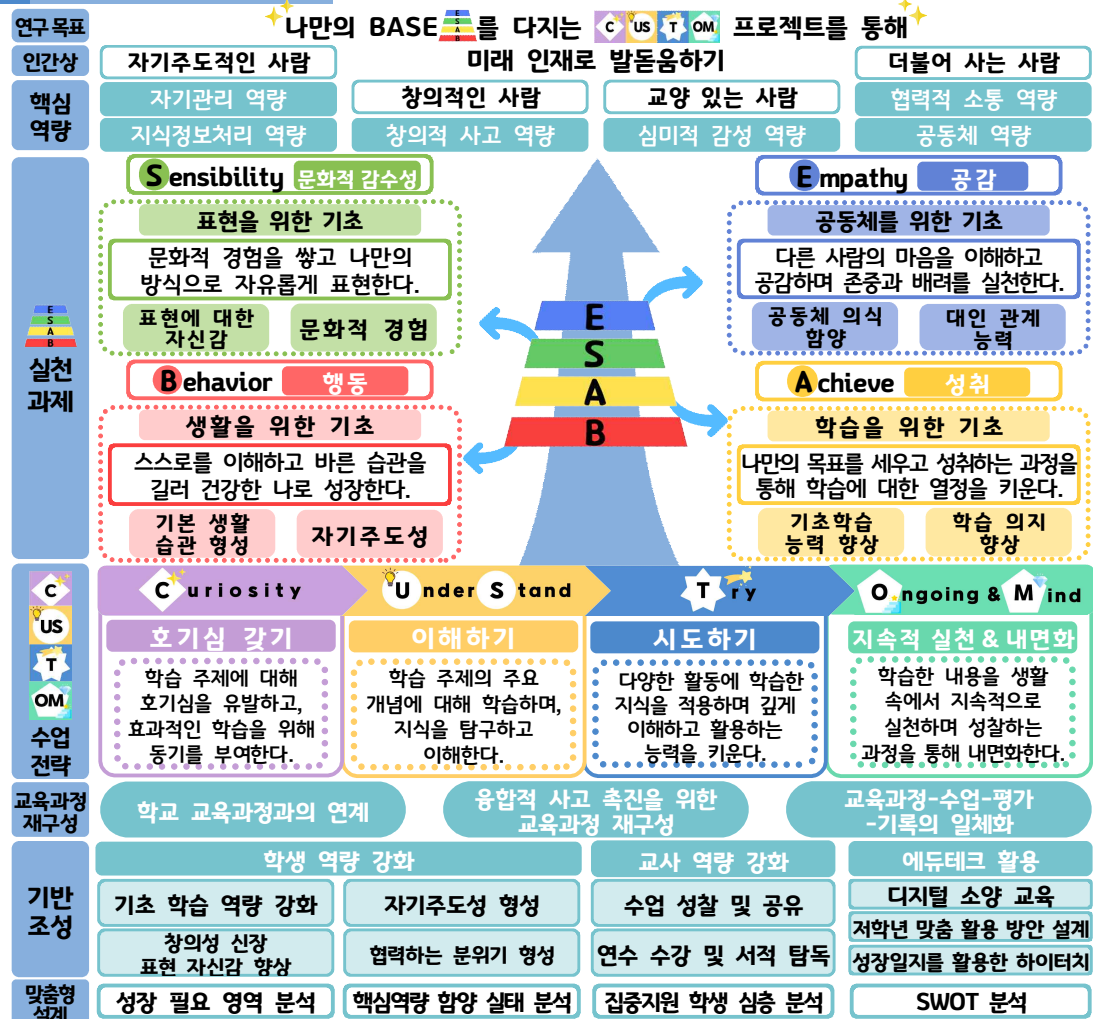 연구 목표
나만의 BASE E S A B 를 다지는 C US T OM 프로젝트를 통해
인간상
자기주도적인 사람
미래 인재로 발돋움하기
더불어 사는 사람
핵심
역량
자기관리 역량
창의적인 사람
교양 있는 사람
협력적 소통 역량
지식정보처리 역량
창의적 사고 역량
심미적 감성 역량
공동체 역량
E
S
A
B
실천
과제
Sensibility 문화적 감수성
표현을 위한 기초
문화적 경험을 쌓고 나만의
방식으로 자유롭게 표현한다.
표현에 대한
자신감
문화적 경험
Empathy 공감
공동체를 위한 기초
다른 사람의 마음을 이해하고
공감하며 존중과 배려를 실천한다.
공동체 의식
함양
대인 관계
능력
E
S
A
B
Behavior 행동
생활을 위한 기초
스스로를 이해하고 바른 습관을
길러 건강한 나로 성장한다.
기본 생활
습관 형성
자기주도성
Achieve 성취
학습을 위한 기초
나만의 목표를 세우고 성취하는 과정을
통해 학습에 대한 열정을 키운다.
기초학습
능력 향상
학습 의지
향상
C
US
T
OM
수업
전략
Curiosity
호기심 갖기
학습 주제에 대해
호기심을 유발하고,
효과적인 학습을 위해
동기를 부여한다.
UnderStand
이해하기
학습 주제의 주요
개념에 대해 학습하며,
지식을 탐구하고
이해한다.
Try
시도하기
다양한 활동에 학습한
지식을 적용하며 깊게
이해하고 활용하는
능력을 키운다.
Ongoing & Mind
지속적 실천 & 내면화
학습한 내용을 생활
속에서 지속적으로
실천하며 성찰하는
과정을 통해 내면화한다.
교육과정
재구성
학교 교육과정과의 연계
융합적 사고 촉진을 위한
교육과정 재구성
교육과정-수업-평가
-기록의 일체화
기반
조성
학생 역량 강화
교사 역량 강화
에듀테크 활용
기초 학습 역량 강화
자기주도성 형성
수업 성찰 및 공유
디지털 소양 교육
저학년 맞춤 활용 방안 설계
창의성 신장
표현 자신감 향상
협력하는 분위기 형성
연수 수강 및 서적 탐독
성장일지를 활용한 하이터치
맞춤형
설계
성장 필요 영역 분석
핵심역량 함양 실태 분석
집중지원 학생 심층 분석
SWOT 분석